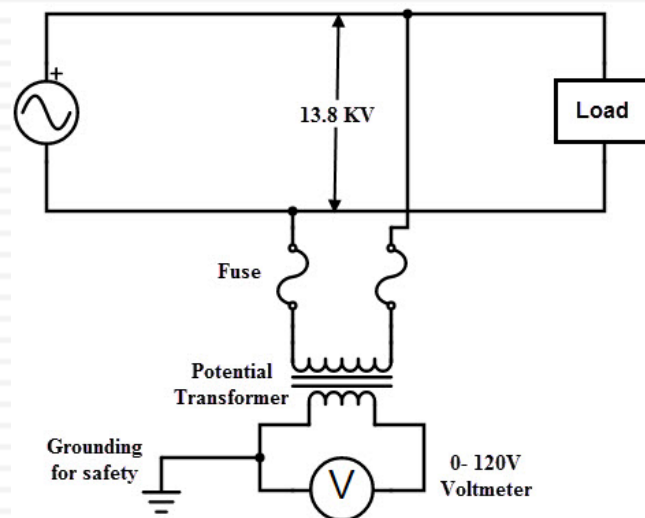 +
13.8 KV
Load
Fuse
Potential
Transformer
Grounding
for safety
V
0- 120V
Voltmeter